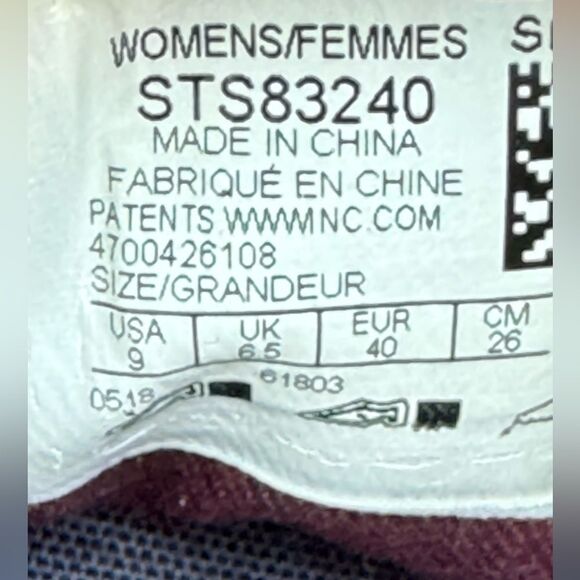 WOMENS/FEMMES
STS83240
MADE IN CHINA
FABRIQUÉ EN CHINE
PATENTS WWWMNC.COM
4700426108
SIZE/GRANDEUR
USA UK EUR CM
9 6.5 40 26
0518 61803